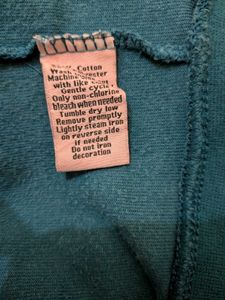 Cotton
Wash
Machine
with like
Gentle cycle
Only non-chlorine
bleach when needed
Tumble dry low
Remove promptly
Lightly steam iron
on reverse side
if needed
Do not iron
decoration